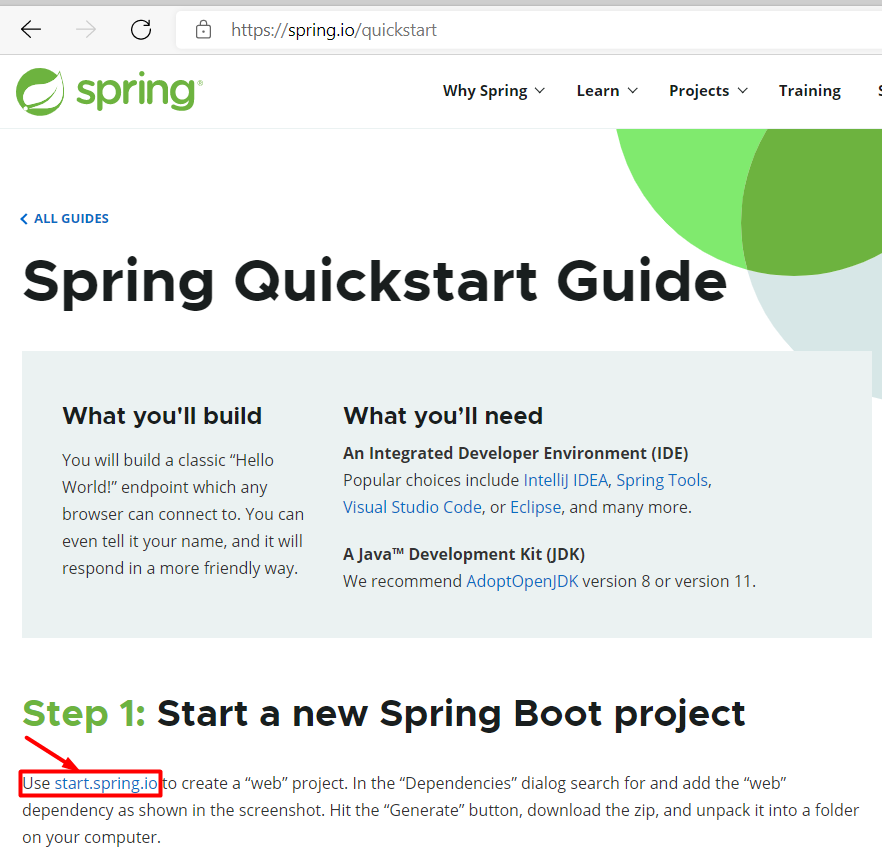 https://spring.io/quickstart
spring®
Why Spring
Learn
Projects
Training
ALL GUIDES
Spring Quickstart Guide
What you'll build
You will build a classic “Hello
World!” endpoint which any
browser can connect to. You can
even tell it your name, and it will
respond in a more friendly way.
What you’ll need
An Integrated Developer Environment (IDE)
Popular choices include IntelliJ IDEA, Spring Tools,
Visual Studio Code, or Eclipse, and many more.
A Java™ Development Kit (JDK)
We recommend AdoptOpenJDK version 8 or version 11.
Step 1: Start a new Spring Boot project
Use start.spring.io to create a “web” project. In the “Dependencies” dialog search for and add the “web”
dependency as shown in the screenshot. Hit the “Generate” button, download the zip, and unpack it into a folder
on your computer.